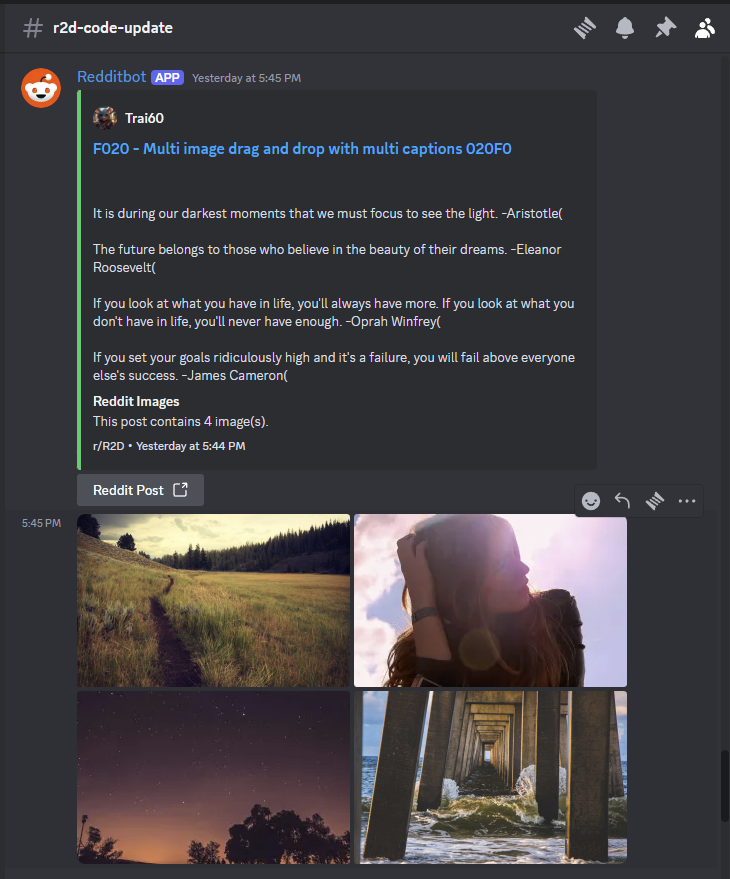 r2d-code-update
Redditbot APP Yesterday at 5:45 PM
Trai60
F020 - Multi image drag and drop with multi captions 020F0
It is during our darkest moments that we must focus to see the light. -Aristotle(
The future belongs to those who believe in the beauty of their dreams. -Eleanor
Roosevelt(
If you look at what you have in life, you'll always have more. If you look at what you
don't have in life, you'll never have enough. -Oprah Winfrey(
If you set your goals ridiculously high and it's a failure, you will fail above everyone
else's success. -James Cameron(
Reddit Images
This post contains 4 image(s).
r/R2D • Yesterday at 5:44 PM
Reddit Post
5:45 PM